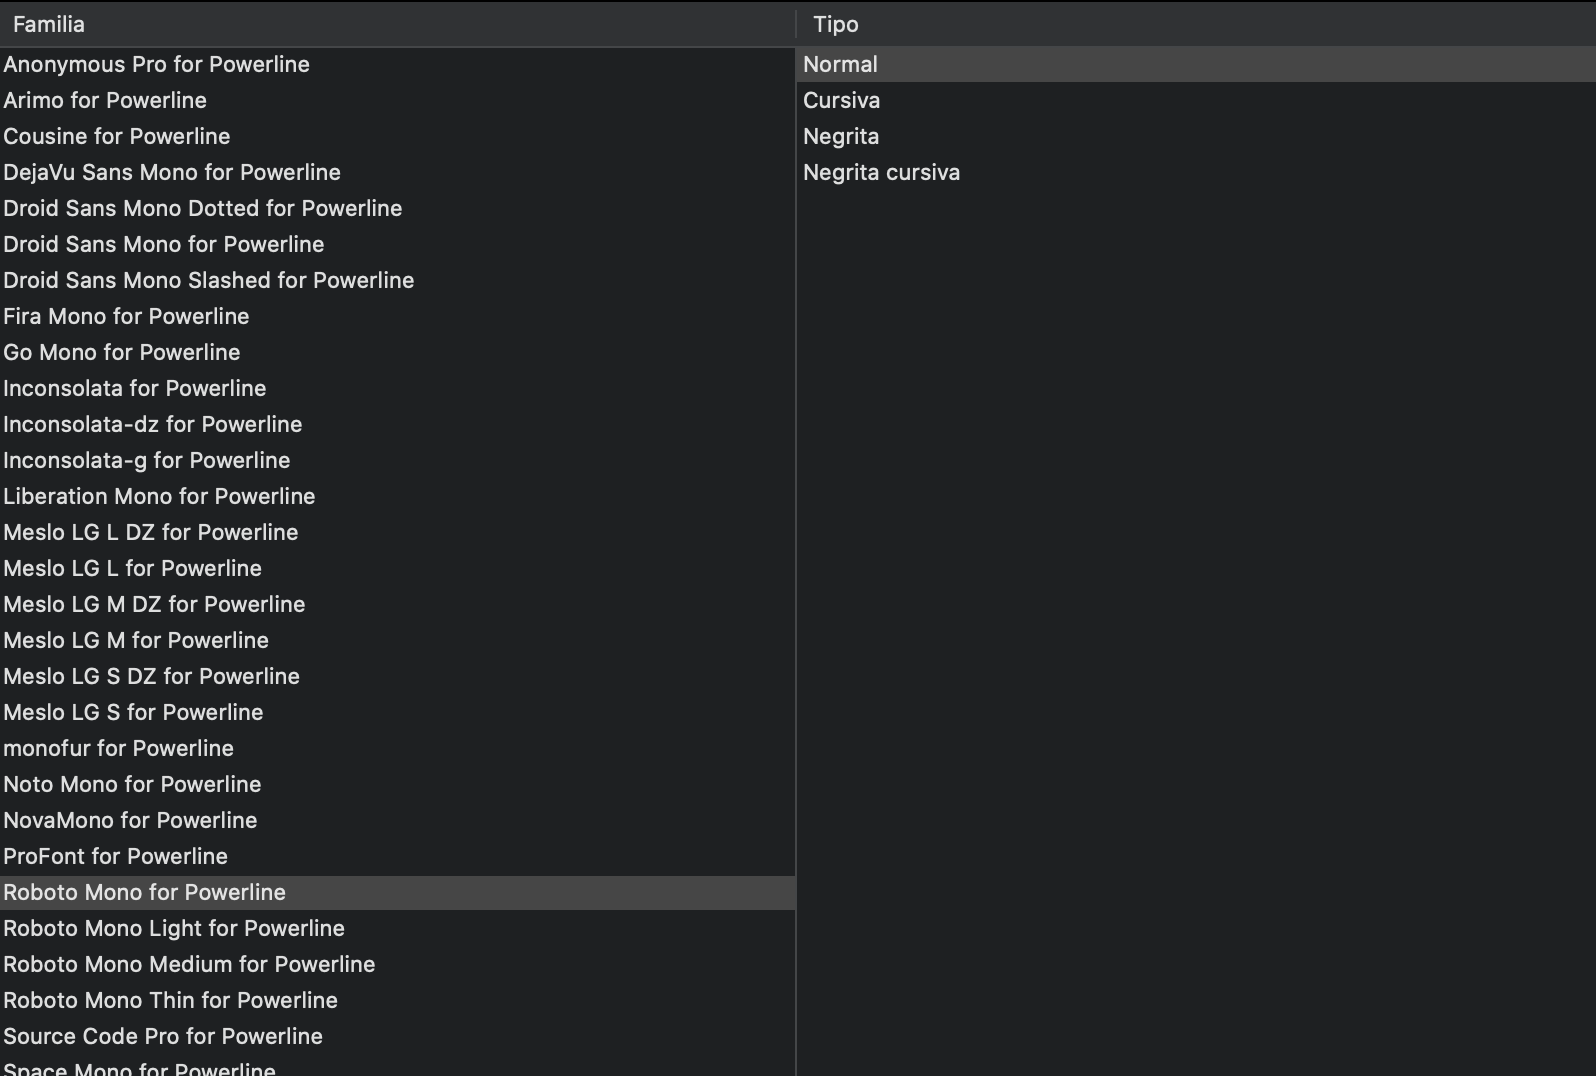 Familia
Tipo
Anonymous Pro for Powerline
Arimo for Powerline
Cousine for Powerline
DejaVu Sans Mono for Powerline
Droid Sans Mono Dotted for Powerline
Droid Sans Mono for Powerline
Droid Sans Mono Slashed for Powerline
Fira Mono for Powerline
Go Mono for Powerline
Inconsolata for Powerline
Inconsolata-dz for Powerline
Inconsolata-g for Powerline
Liberation Mono for Powerline
Meslo LG L DZ for Powerline
Meslo LG L for Powerline
Meslo LG M DZ for Powerline
Meslo LG M for Powerline
Meslo LG S DZ for Powerline
Meslo LG S for Powerline
monofur for Powerline
Noto Mono for Powerline
NovaMono for Powerline
ProFont for Powerline
Roboto Mono for Powerline
Roboto Mono Light for Powerline
Roboto Mono Medium for Powerline
Roboto Mono Thin for Powerline
Source Code Pro for Powerline
Space Mono for Powerline
Normal
Cursiva
Negrita
Negrita cursiva